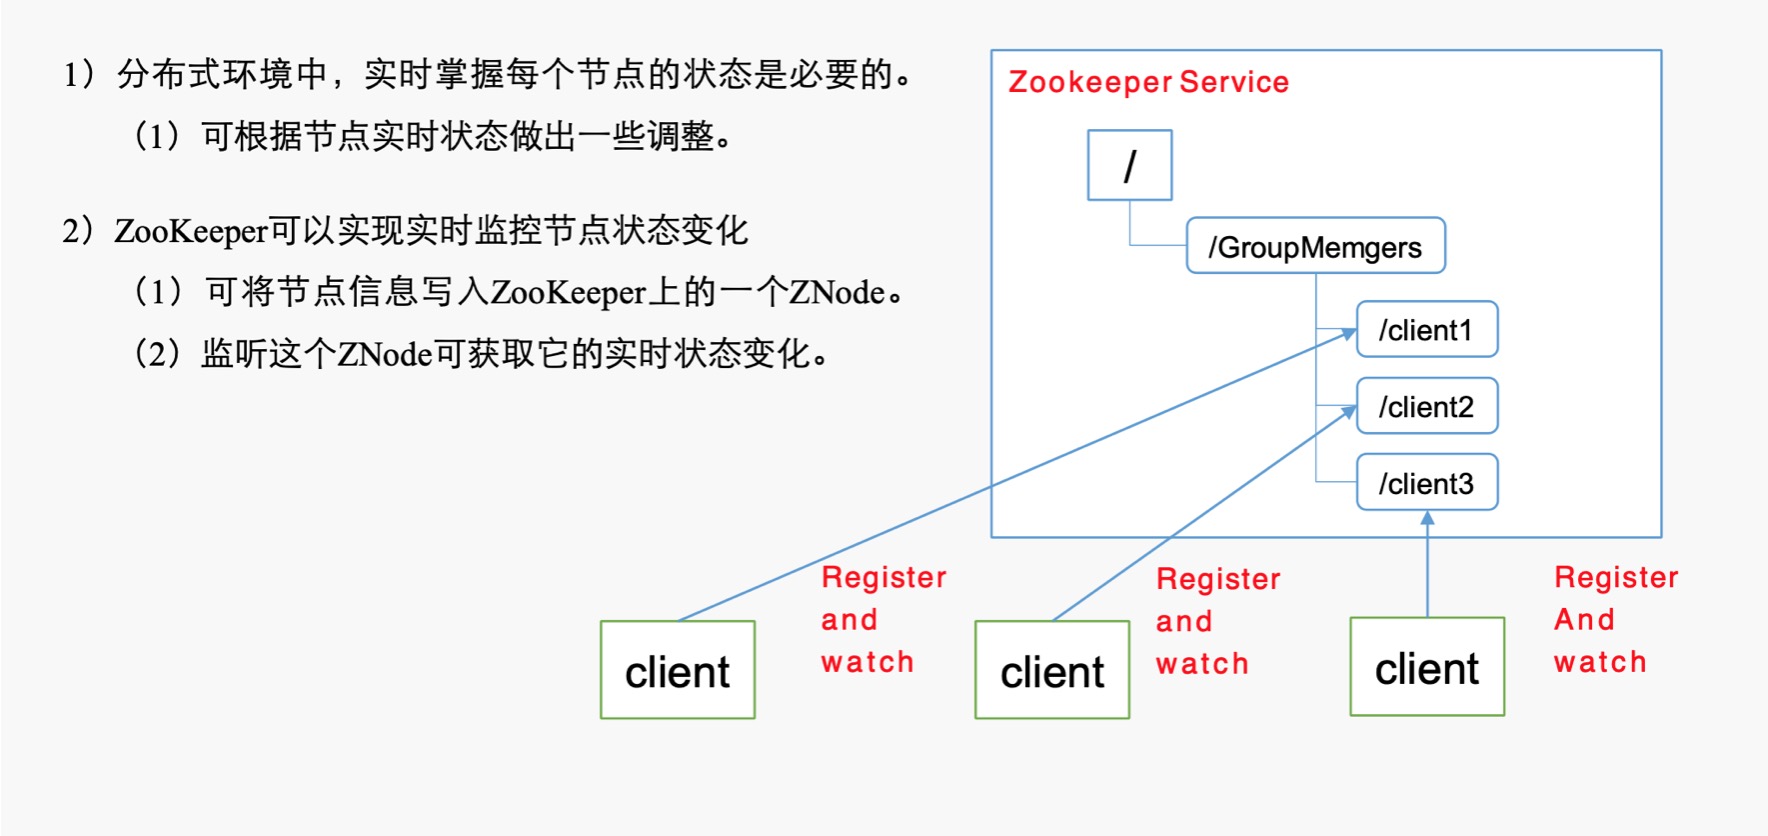 1）分布式环境中，实时掌握每个节点的状态是必要的。
（1）可根据节点实时状态做出一些调整。
2）ZooKeeper可以实现实时监控节点状态变化
（1）可将节点信息写入ZooKeeper上的一个ZNode。
（2）监听这个ZNode可获取它的实时状态变化。
Zookeeper Service
/
/GroupMemgers
/client1
/client2
/client3
Register
and
watch
Register
and
watch
Register
And
watch
client
client
client